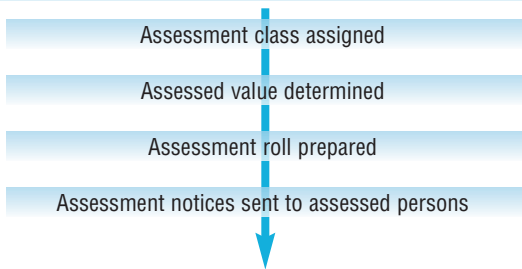 Assessment class assigned
Assessed value determined
Assessment roll prepared
Assessment notices sent to assessed persons